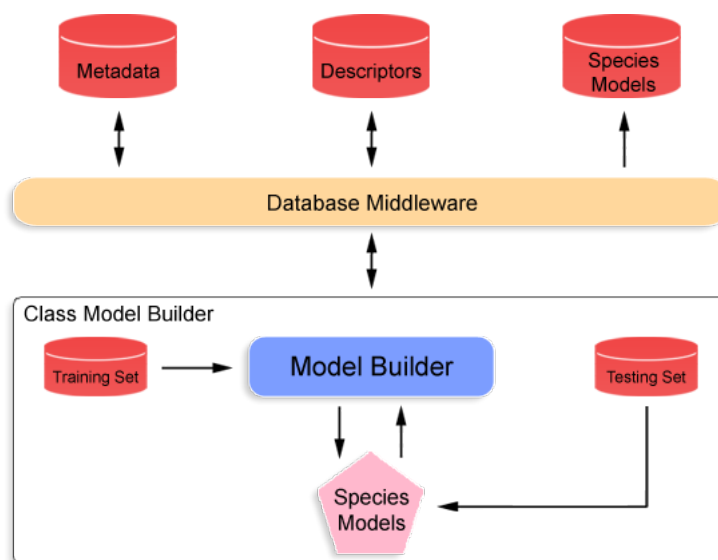 Metadata
Descriptors
Species
Models
Database Middleware
Class Model Builder
Training Set
Model Builder
Testing Set
Species
Models